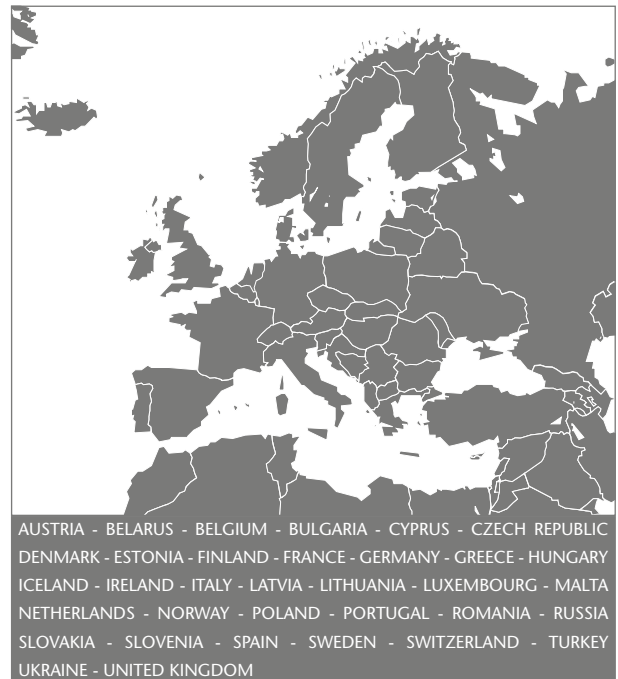 AUSTRIA - BELARUS - BELGIUM - BULGARIA - CYPRUS - CZECH REPUBLIC
DENMARK - ESTONIA - FINLAND - FRANCE - GERMANY - GREECE - HUNGARY
ICELAND - IRELAND - ITALY - LATVIA - LITHUANIA - LUXEMBOURG - MALTA
NETHERLANDS - NORWAY - POLAND - PORTUGAL - ROMANIA - RUSSIA
SLOVAKIA - SLOVENIA - SPAIN - SWEDEN - SWITZERLAND - TURKEY
UKRAINE - UNITED KINGDOM